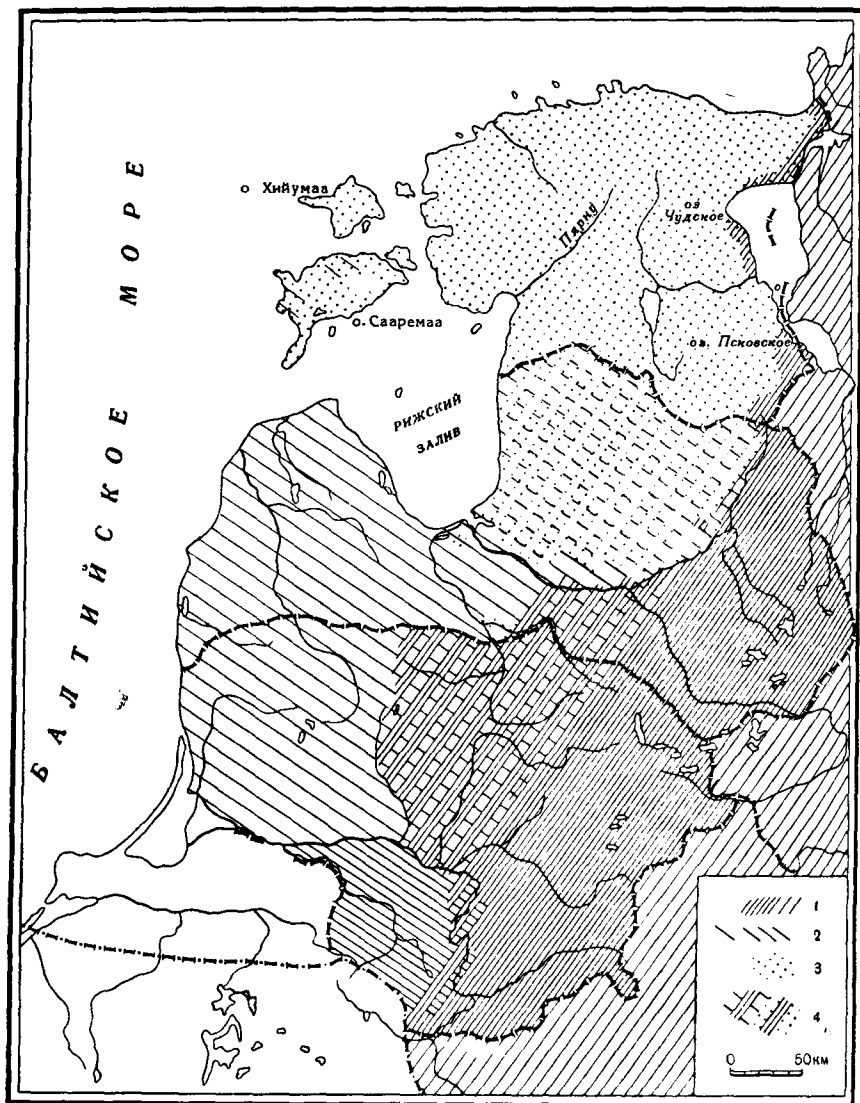 БАЛТИЙСКОЕ МОРЕ
о Хийумаа
о. Сааремаа
Пярну
оз
Чудское
оз. Псковское
РИЖСКИЙ
ЗАЛИВ
1
2
3
4
0 50км